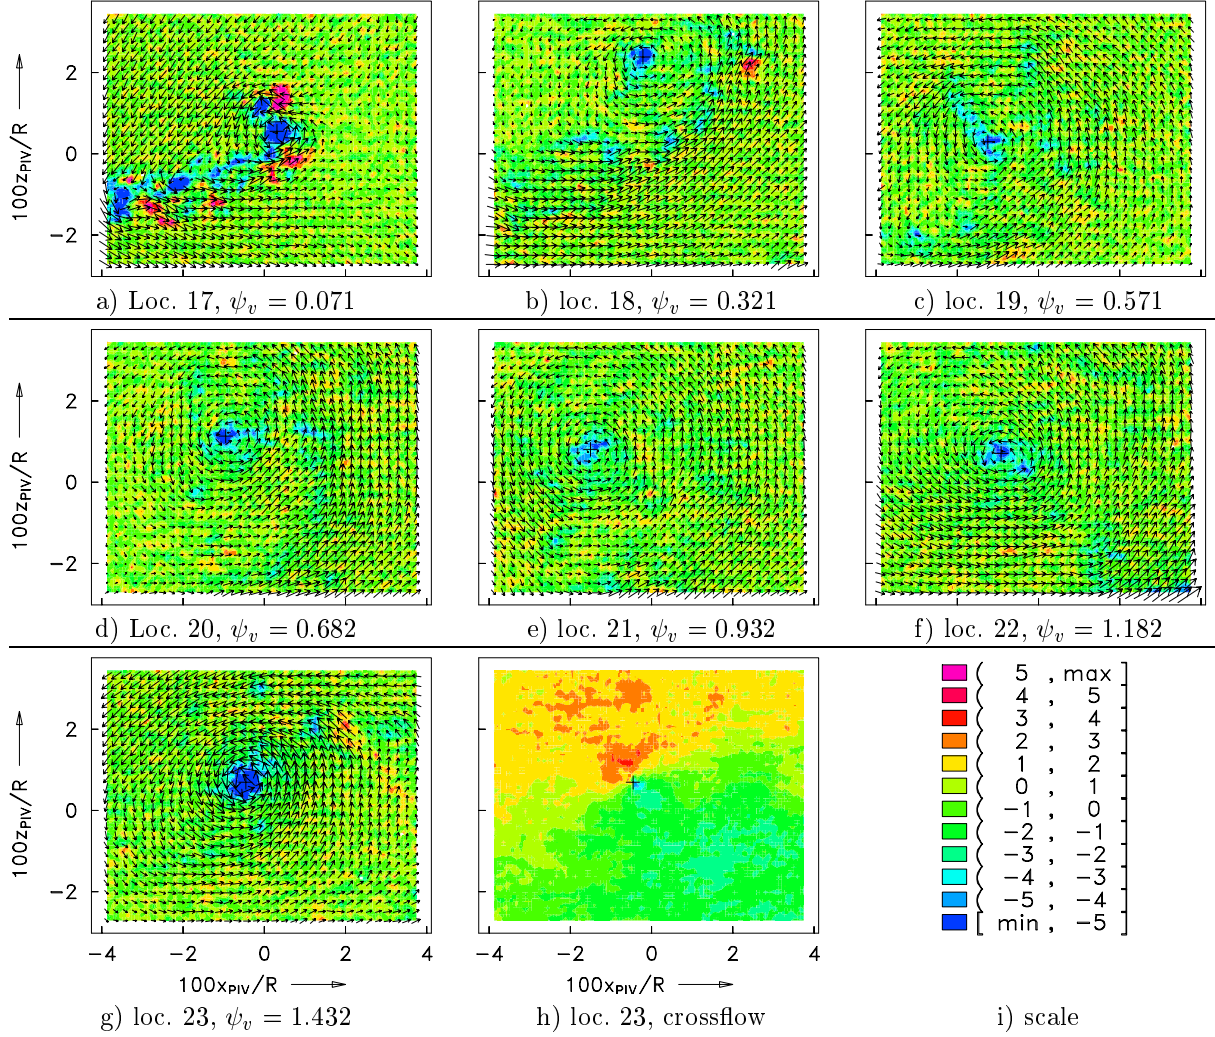 100z_PIV/R
2
0
−2
a) Loc. 17, ψ_v = 0.071
b) loc. 18, ψ_v = 0.321
c) loc. 19, ψ_v = 0.571
100z_PIV/R
2
0
−2
d) Loc. 20, ψ_v = 0.682
e) loc. 21, ψ_v = 0.932
f) loc. 22, ψ_v = 1.182
100z_PIV/R
2
0
−2
−4 −2 0 2 4
100x_PIV/R
g) loc. 23, ψ_v = 1.432
−4 −2 0 2 4
100x_PIV/R
h) loc. 23, crossflow
( 5 , max ]
( 4 , 5 ]
( 3 , 4 ]
( 2 , 3 ]
( 1 , 2 ]
( 0 , 1 ]
( −1 , 0 ]
( −2 , −1 ]
( −3 , −2 ]
( −4 , −3 ]
( −5 , −4 ]
[ min , −5 ]
i) scale